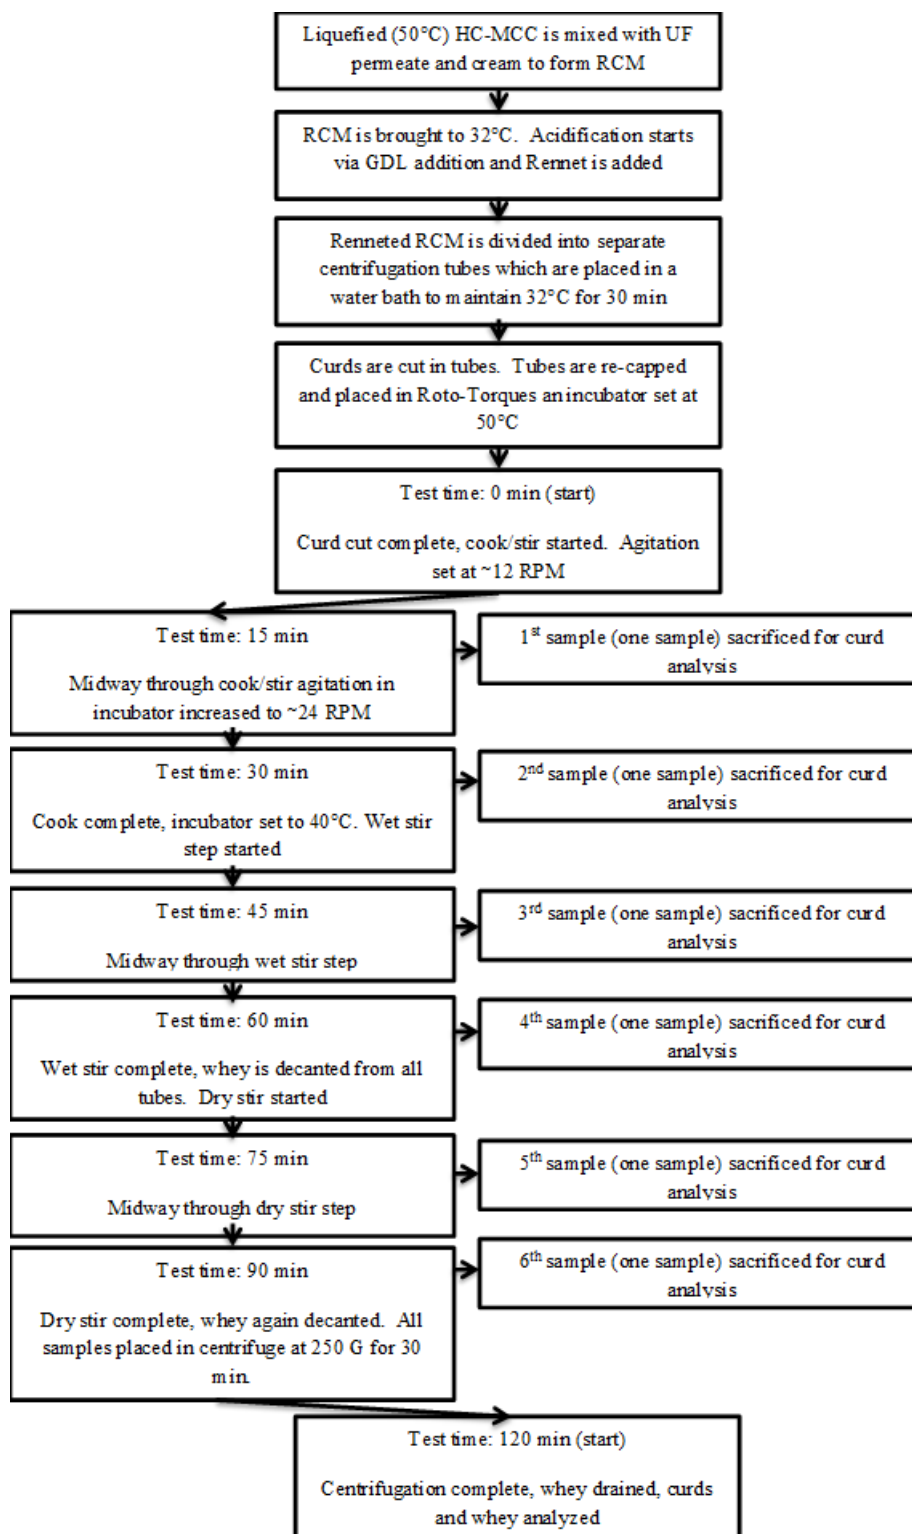 Liquefied (50°C) HC-MCC is mixed with UF
permeate and cream to form RCM
RCM is brought to 32°C.  Acidification starts
via GDL addition and Rennet is added
Renneted RCM is divided into separate
centrifugation tubes which are placed in a
water bath to maintain 32°C for 30 min
Curds are cut in tubes.  Tubes are re-capped
and placed in Roto-Torques an incubator set at
50°C
Test time: 0 min (start)
Curd cut complete, cook/stir started.  Agitation
set at ~12 RPM
Test time: 15 min
Midway through cook/stir agitation in
incubator increased to ~24 RPM
1st sample (one sample) sacrificed for curd
analysis
Test time: 30 min
Cook complete, incubator set to 40°C. Wet stir
step started
2nd sample (one sample) sacrificed for curd
analysis
Test time: 45 min
Midway through wet stir step
3rd sample (one sample) sacrificed for curd
analysis
Test time: 60 min
Wet stir complete, whey is decanted from all
tubes.  Dry stir started
4th sample (one sample) sacrificed for curd
analysis
Test time: 75 min
Midway through dry stir step
5th sample (one sample) sacrificed for curd
analysis
Test time: 90 min
Dry stir complete, whey again decanted.  All
samples placed in centrifuge at 250 G for 30
min.
6th sample (one sample) sacrificed for curd
analysis
Test time: 120 min (start)
Centrifugation complete, whey drained, curds
and whey analyzed